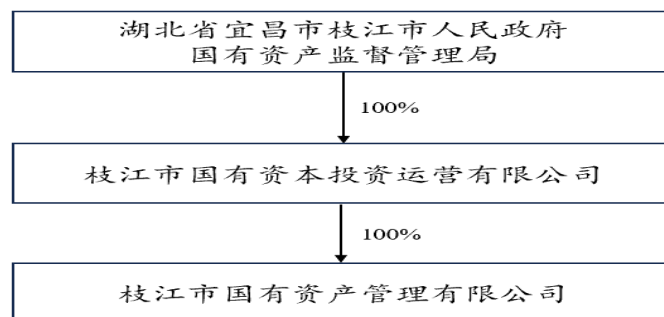 湖北省宜昌市枝江市人民政府
国有资产监督管理局
100%
枝江市国有资本投资运营有限公司
100%
枝江市国有资产管理有限公司